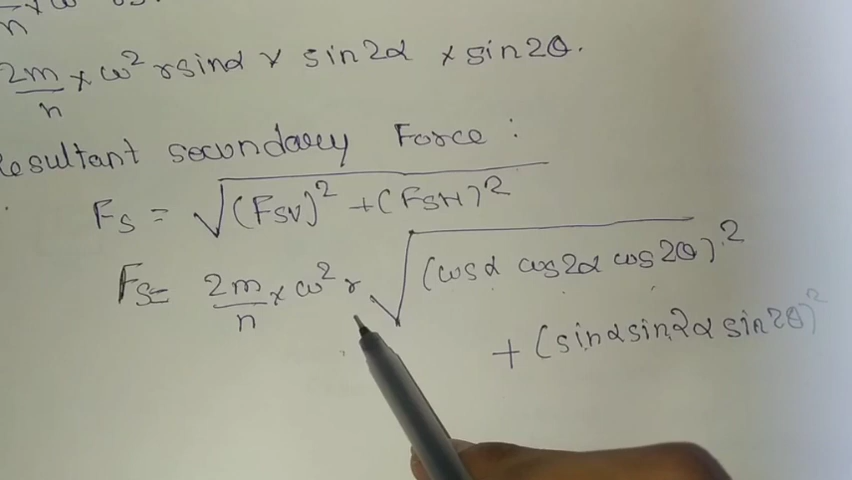 n × ω
2m/n × ω² r sinα × sin2α × sin2θ.
Resultant secondary Force :
Fs = √(FSV)² + (FSH)²
Fs = 2m/n × ω² r √(cosα cos2α cos2θ)²
+ (sinα sin2α sin2θ)²